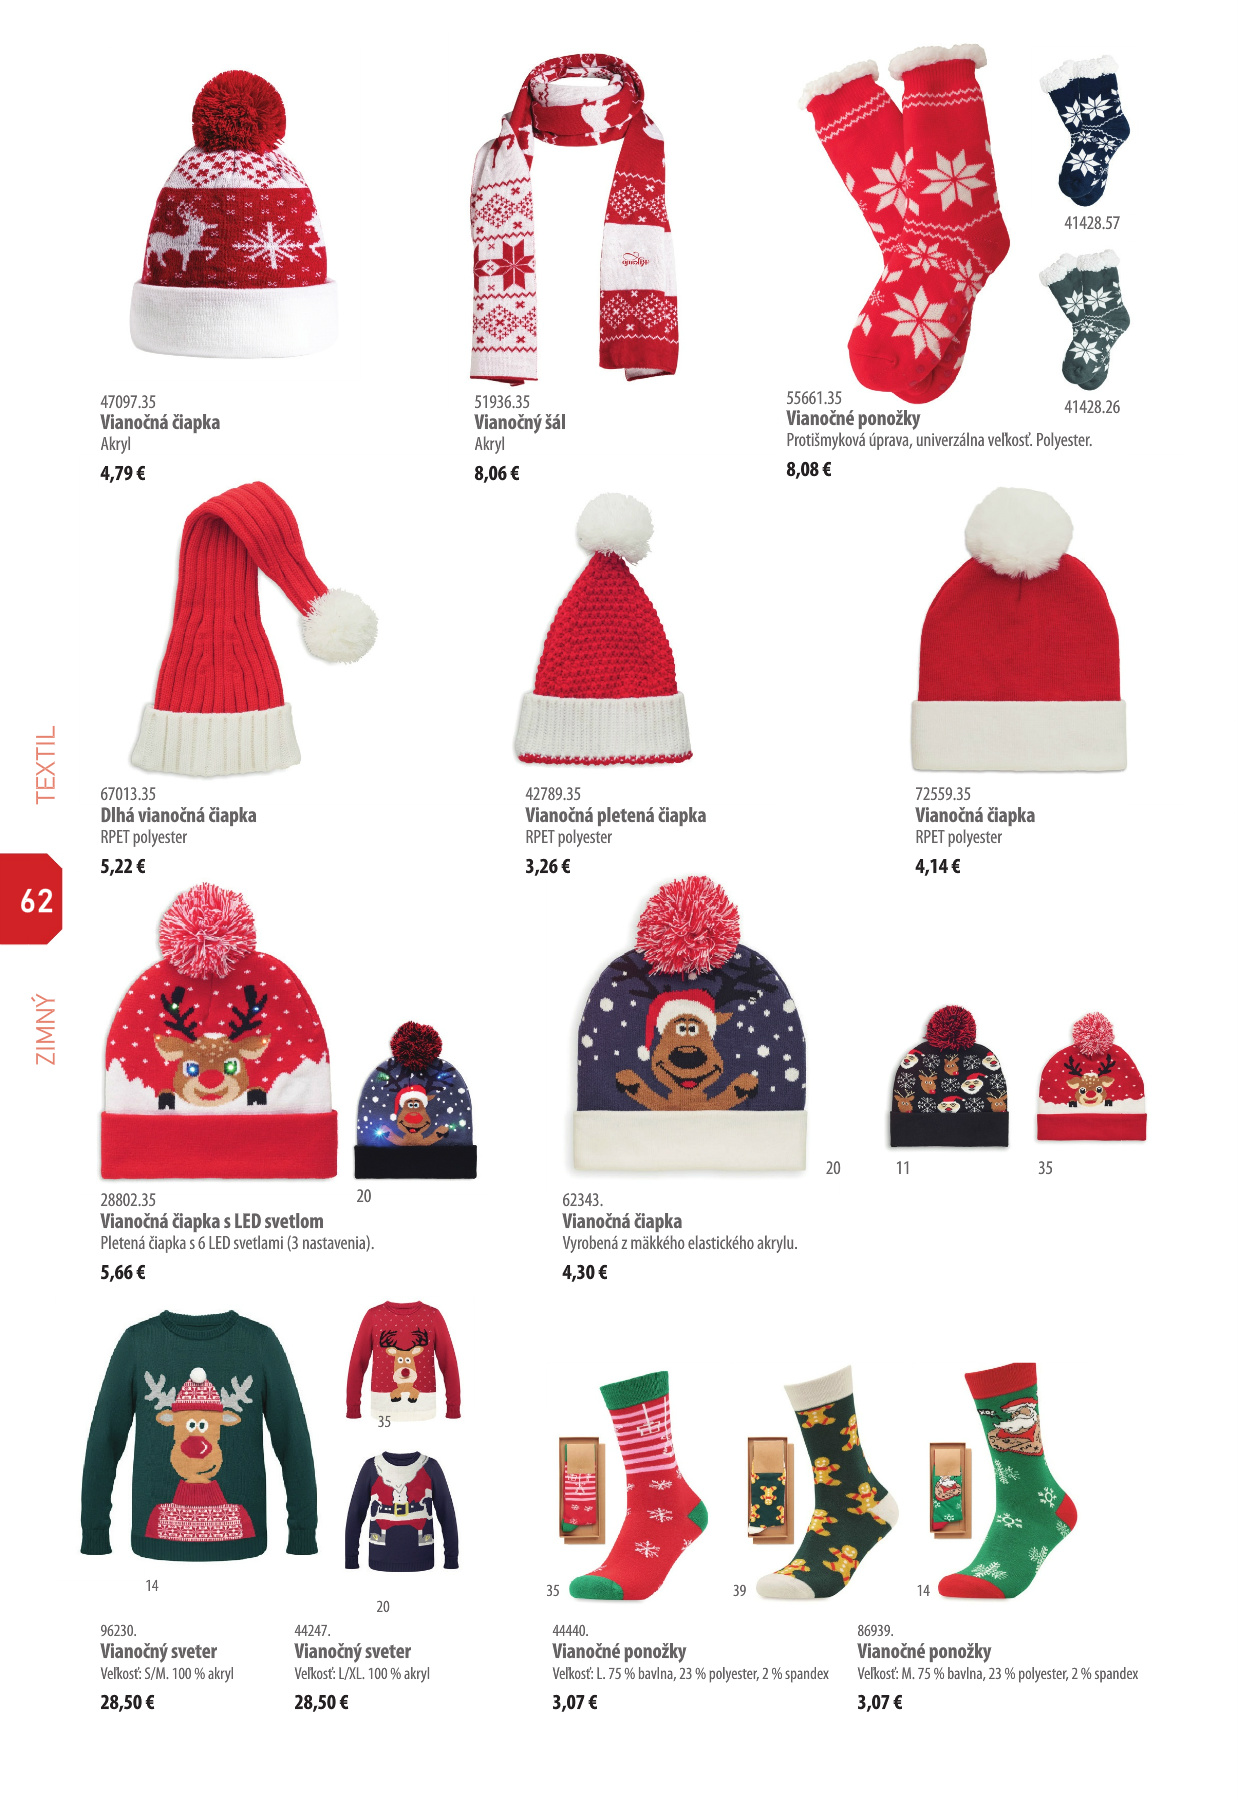 41428.57
47097.35
Vianočná čiapka
Akryl
4,79 €
51936.35
Vianočný šál
Akryl
8,06 €
55661.35
Vianočné ponožky
Protišmyková úprava, univerzálna veľkosť. Polyester.
8,08 €
41428.26
67013.35
Dlhá vianočná čiapka
RPET polyester
5,22 €
42789.35
Vianočná pletená čiapka
RPET polyester
3,26 €
72559.35
Vianočná čiapka
RPET polyester
4,14 €
TEXTIL
62
ZIMNÝ
28802.35
20
Vianočná čiapka s LED svetlom
Pletená čiapka s 6 LED svetlami (3 nastavenia).
5,66 €
20
11
35
62343.
Vianočná čiapka
Vyrobená z mäkkého elastického akrylu.
4,30 €
14
35
20
96230.
Vianočný sveter
Veľkosť: S/M. 100 % akryl
28,50 €
44247.
Vianočný sveter
Veľkosť: L/XL. 100 % akryl
28,50 €
35
39
14
44440.
Vianočné ponožky
Veľkosť: L. 75 % bavlna, 23 % polyester, 2 % spandex
3,07 €
86939.
Vianočné ponožky
Veľkosť: M. 75 % bavlna, 23 % polyester, 2 % spandex
3,07 €